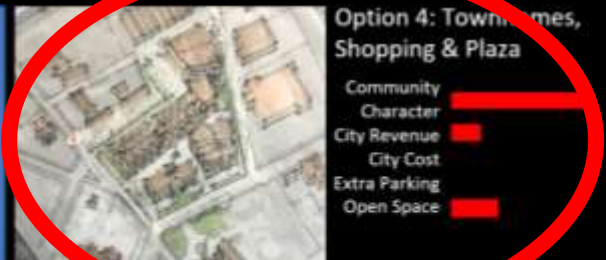 Option 4: Townhomes,
Shopping & Plaza
Community
Character
City Revenue
City Cost
Extra Parking
Open Space